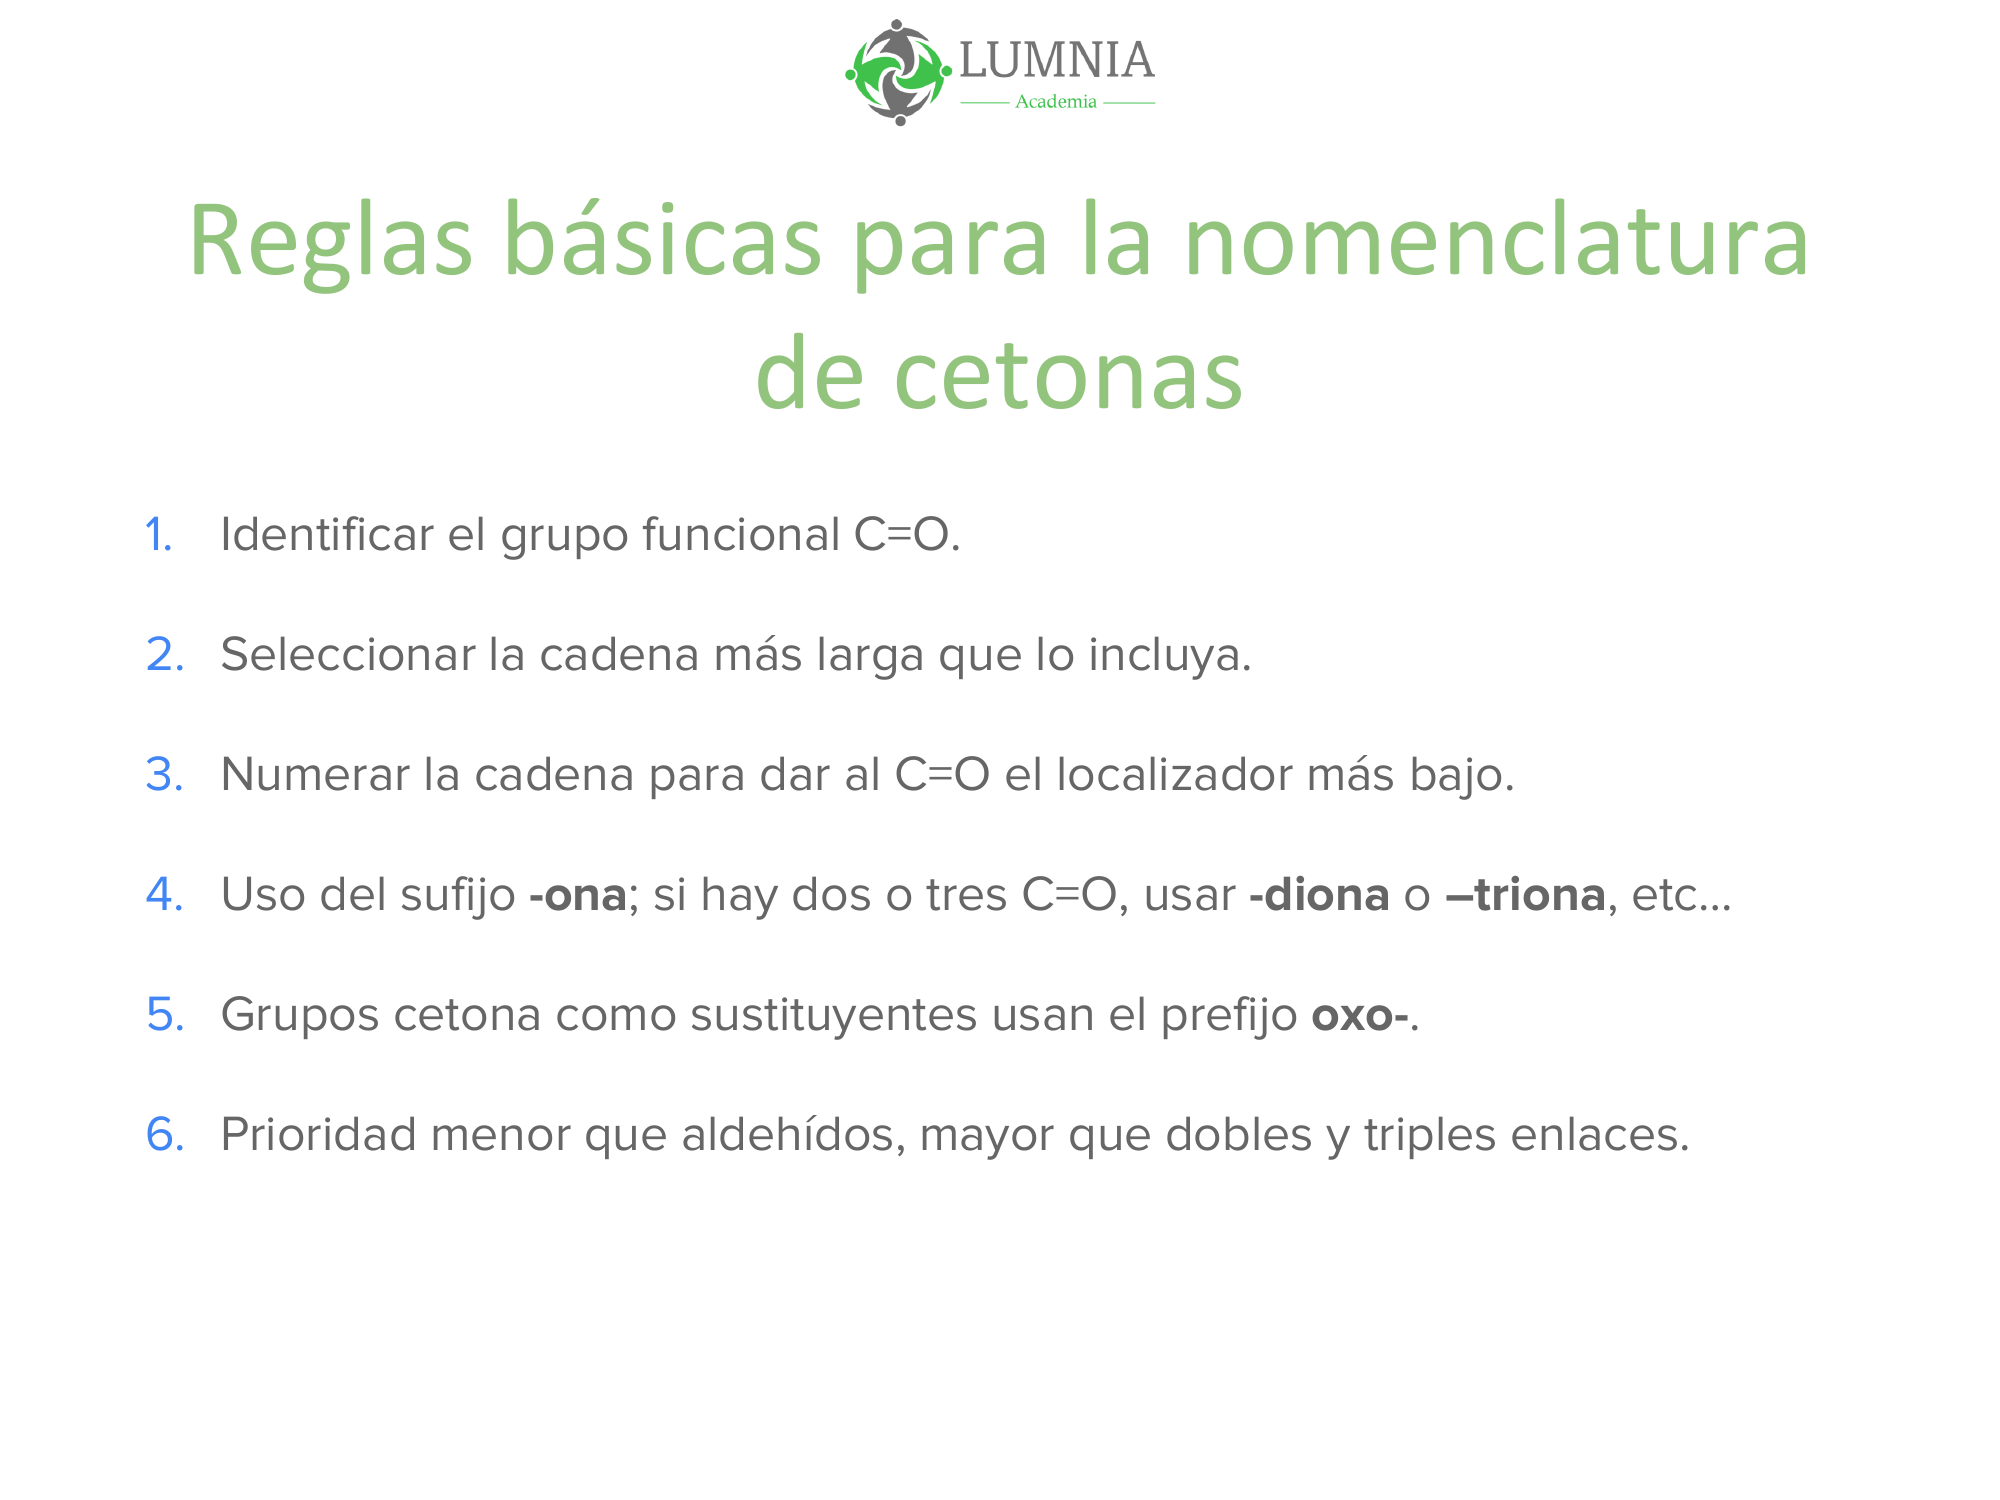 LUMNIA
Academia
Reglas básicas para la nomenclatura
de cetonas
1. Identificar el grupo funcional C=O.
2. Seleccionar la cadena más larga que lo incluya.
3. Numerar la cadena para dar al C=O el localizador más bajo.
4. Uso del sufijo -ona; si hay dos o tres C=O, usar -diona o –triona, etc...
5. Grupos cetona como sustituyentes usan el prefijo oxo-.
6. Prioridad menor que aldehídos, mayor que dobles y triples enlaces.